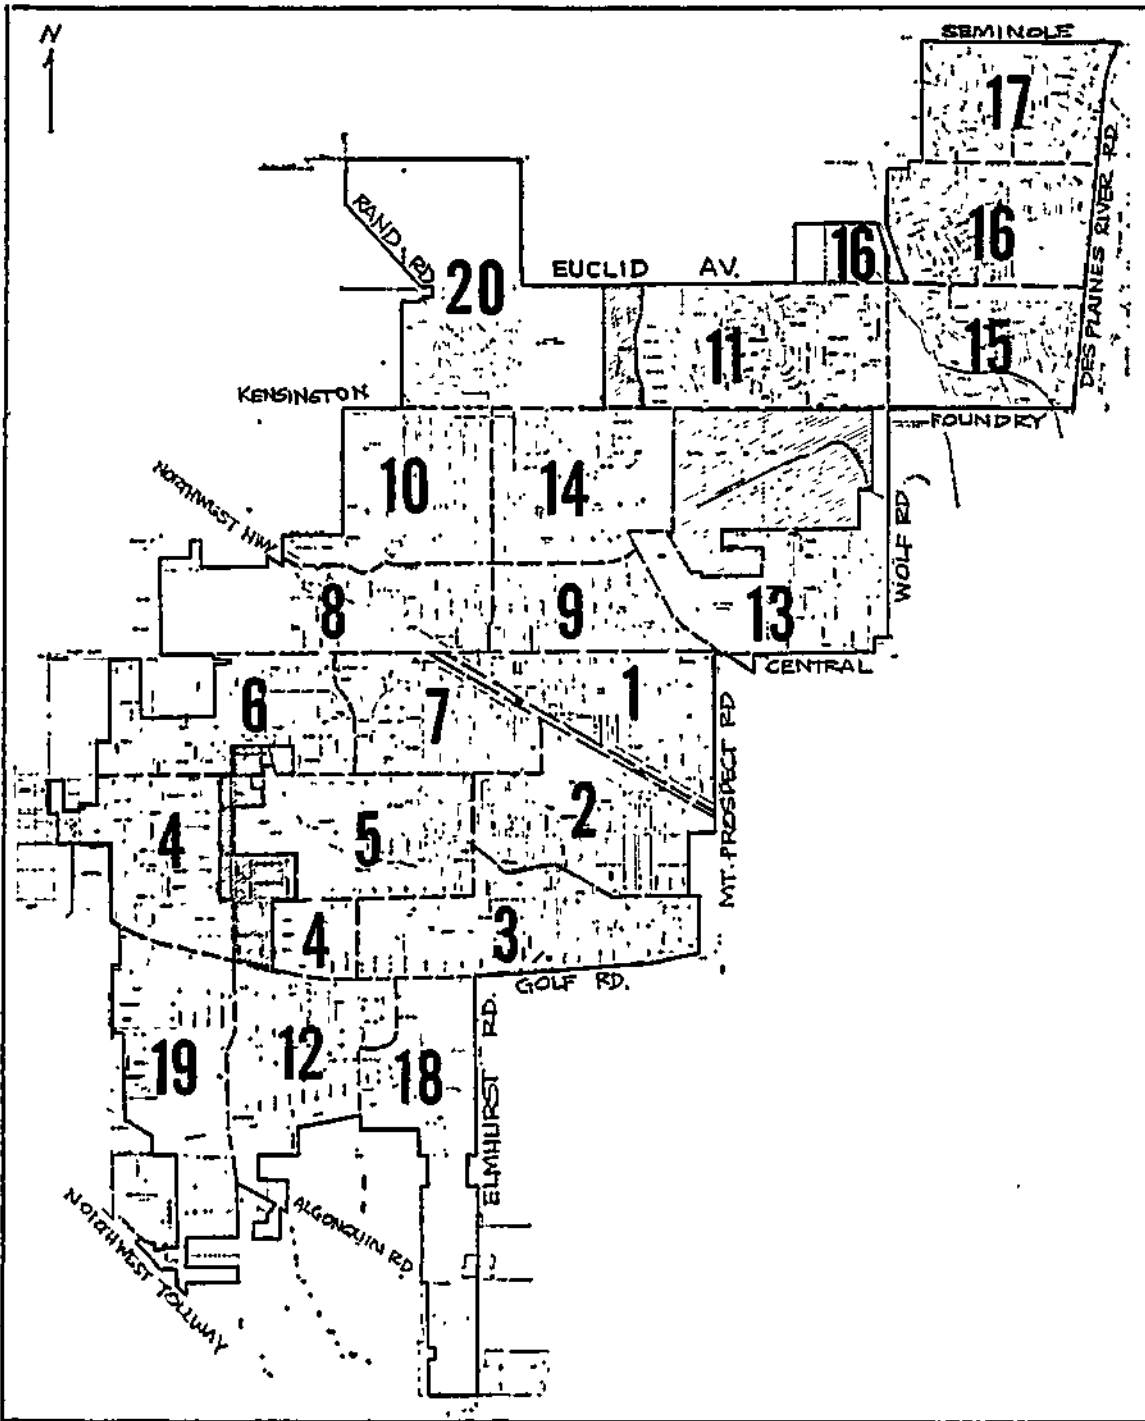 N
SEMINOLE
17
DES PLAINES RIVER RD
RAND RD
16
16
20
EUCLID AV.
11
15
KENSINGTON
FOUNDRY
10
14
NORTHWEST HW
WOLF RD
8
9
13
CENTRAL
6
7
1
MT. PROSPECT RD
4
5
2
4
3
GOLF RD.
19
12
18
ELMHURST RD.
ALGONQUIN RD.
NORTHWEST TOLLWAY